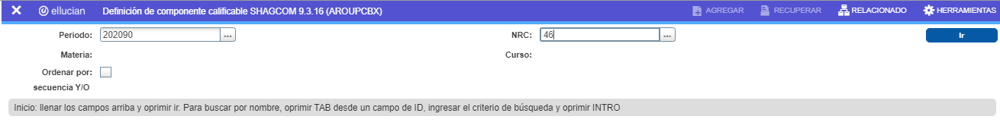 ✕ ellucian Definición de componente calificable SHAGCOM 9.3.16 (AROUPCBX) AGREGAR RECUPERAR RELACIONADO HERRAMIENTAS
Periodo: 202090 ... NRC: 46 ... Ir
Materia: Curso:
Ordenar por:
secuencia Y/O
Inicio: llenar los campos arriba y oprimir ir. Para buscar por nombre, oprimir TAB desde un campo de ID, ingresar el criterio de búsqueda y oprimir INTRO